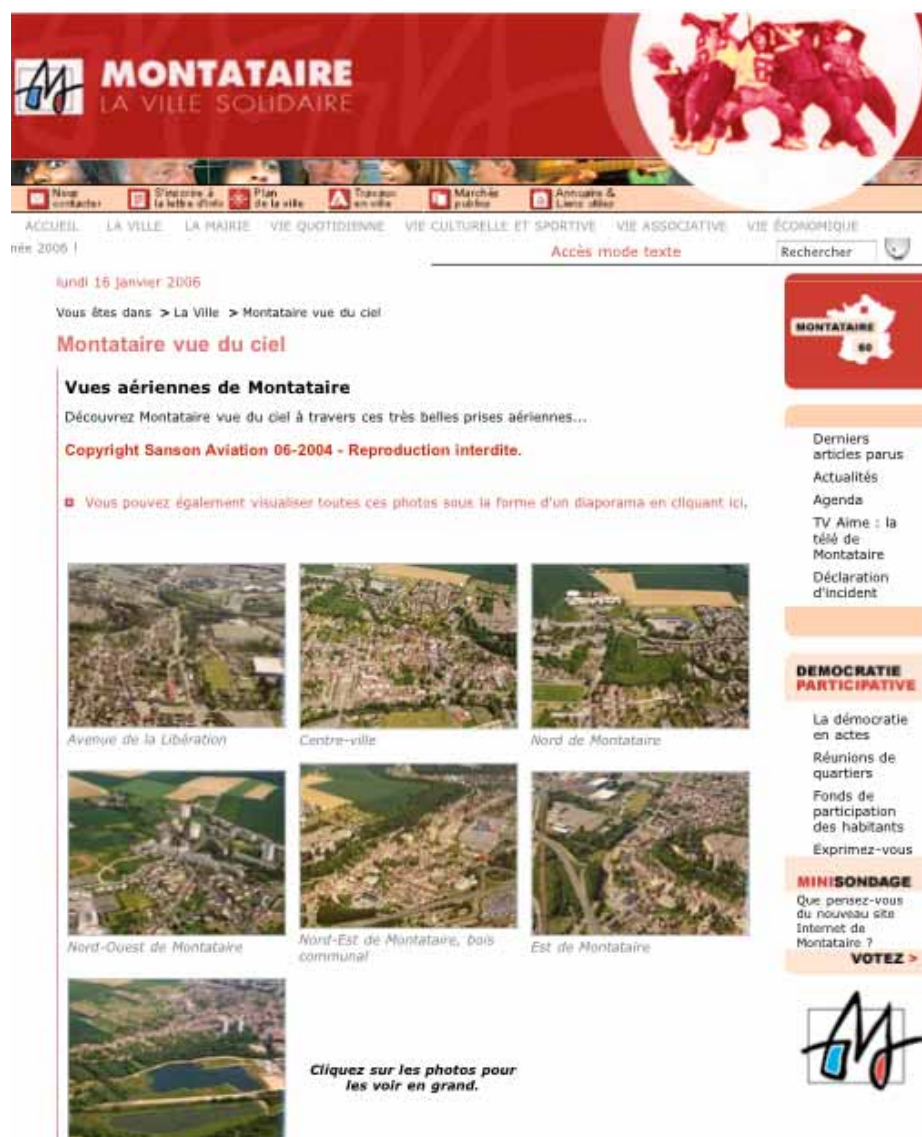 MONTATAIRE
LA VILLE SOLIDAIRE
Nous contacter
S'inscrire à la lettre d'info
Plan de la ville
Travaux en ville
Marchés publics
Annuaire & Liens utiles
ACCUEIL LA VILLE LA MAIRIE VIE QUOTIDIENNE VIE CULTURELLE ET SPORTIVE VIE ASSOCIATIVE VIE ÉCONOMIQUE
née 2006 !
Accès mode texte
Rechercher
lundi 16 janvier 2006
Vous êtes dans > La Ville > Montataire vue du ciel
Montataire vue du ciel
Vues aériennes de Montataire
Découvrez Montataire vue du ciel à travers ces très belles prises aériennes...
Copyright Sanson Aviation 06-2004 - Reproduction interdite.
Vous pouvez également visualiser toutes ces photos sous la forme d'un diaporama en cliquant ici.
Avenue de la Libération
Centre-ville
Nord de Montataire
Nord-Ouest de Montataire
Nord-Est de Montataire, bois
communal
Est de Montataire
Cliquez sur les photos pour
les voir en grand.
MONTATAIRE
60
Derniers
articles parus
Actualités
Agenda
TV Aime : la
télé de
Montataire
Déclaration
d'incident
DEMOCRATIE
PARTICIPATIVE
La démocratie
en actes
Réunions de
quartiers
Fonds de
participation
des habitants
Exprimez-vous
MINISONDAGE
Que pensez-vous
du nouveau site
Internet de
Montataire ?
VOTEZ >